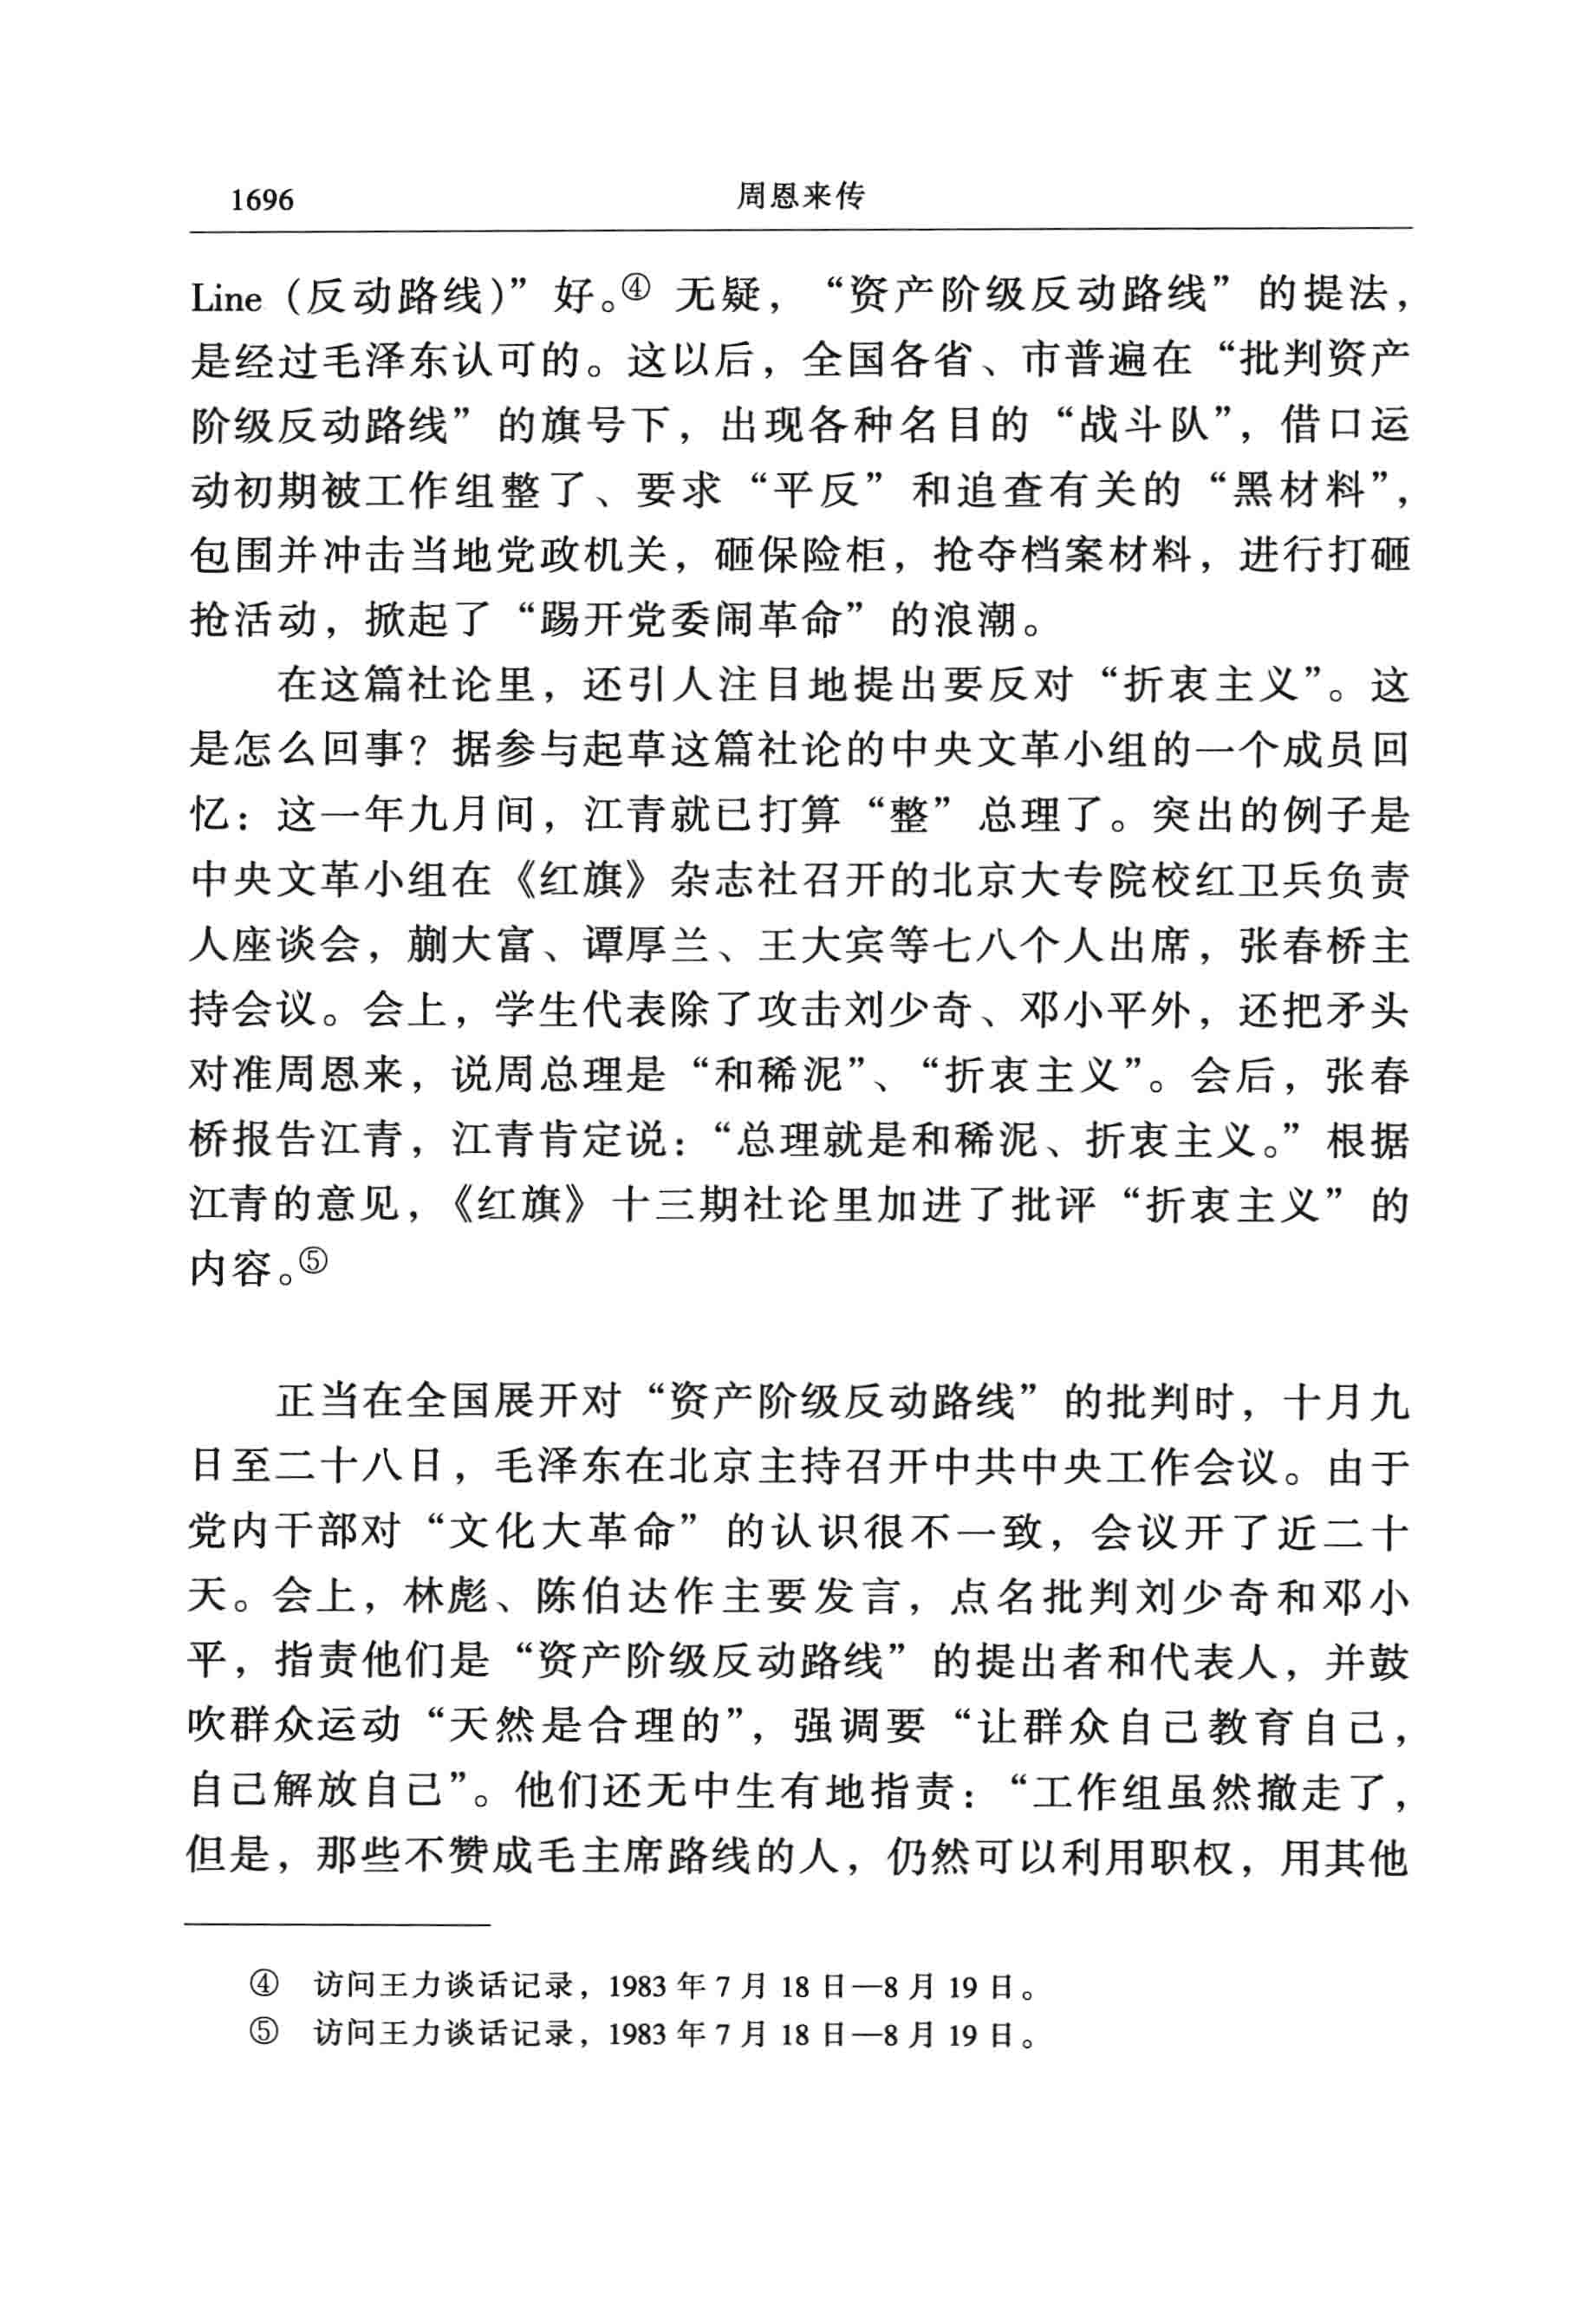 1696
周恩来传
Line（反动路线）”好。④ 无疑，“资产阶级反动路线”的提法，
是经过毛泽东认可的。这以后，全国各省、市普遍在“批判资产
阶级反动路线”的旗号下，出现各种名目的“战斗队”，借口运
动初期被工作组整了、要求“平反”和追查有关的“黑材料”，
包围并冲击当地党政机关，砸保险柜，抢夺档案材料，进行打砸
抢活动，掀起了“踢开党委闹革命”的浪潮。
在这篇社论里，还引人注目地提出要反对“折衷主义”。这
是怎么回事？据参与起草这篇社论的中央文革小组的一个成员回
忆：这一年九月间，江青就已打算“整”总理了。突出的例子是
中央文革小组在《红旗》杂志社召开的北京大专院校红卫兵负责
人座谈会，蒯大富、谭厚兰、王大宾等七八个人出席，张春桥主
持会议。会上，学生代表除了攻击刘少奇、邓小平外，还把矛头
对准周恩来，说周总理是“和稀泥”、“折衷主义”。会后，张春
桥报告江青，江青肯定说：“总理就是和稀泥、折衷主义。”根据
江青的意见，《红旗》十三期社论里加进了批评“折衷主义”的
内容。⑤
正当在全国展开对“资产阶级反动路线”的批判时，十月九
日至二十八日，毛泽东在北京主持召开中共中央工作会议。由于
党内干部对“文化大革命”的认识很不一致，会议开了近二十
天。会上，林彪、陈伯达作主要发言，点名批判刘少奇和邓小
平，指责他们是“资产阶级反动路线”的提出者和代表人，并鼓
吹群众运动“天然是合理的”，强调要“让群众自己教育自己，
自己解放自己”。他们还无中生有地指责：“工作组虽然撤走了，
但是，那些不赞成毛主席路线的人，仍然可以利用职权，用其他
④ 访问王力谈话记录，1983 年 7 月 18 日—8 月 19 日。
⑤ 访问王力谈话记录，1983 年 7 月 18 日—8 月 19 日。